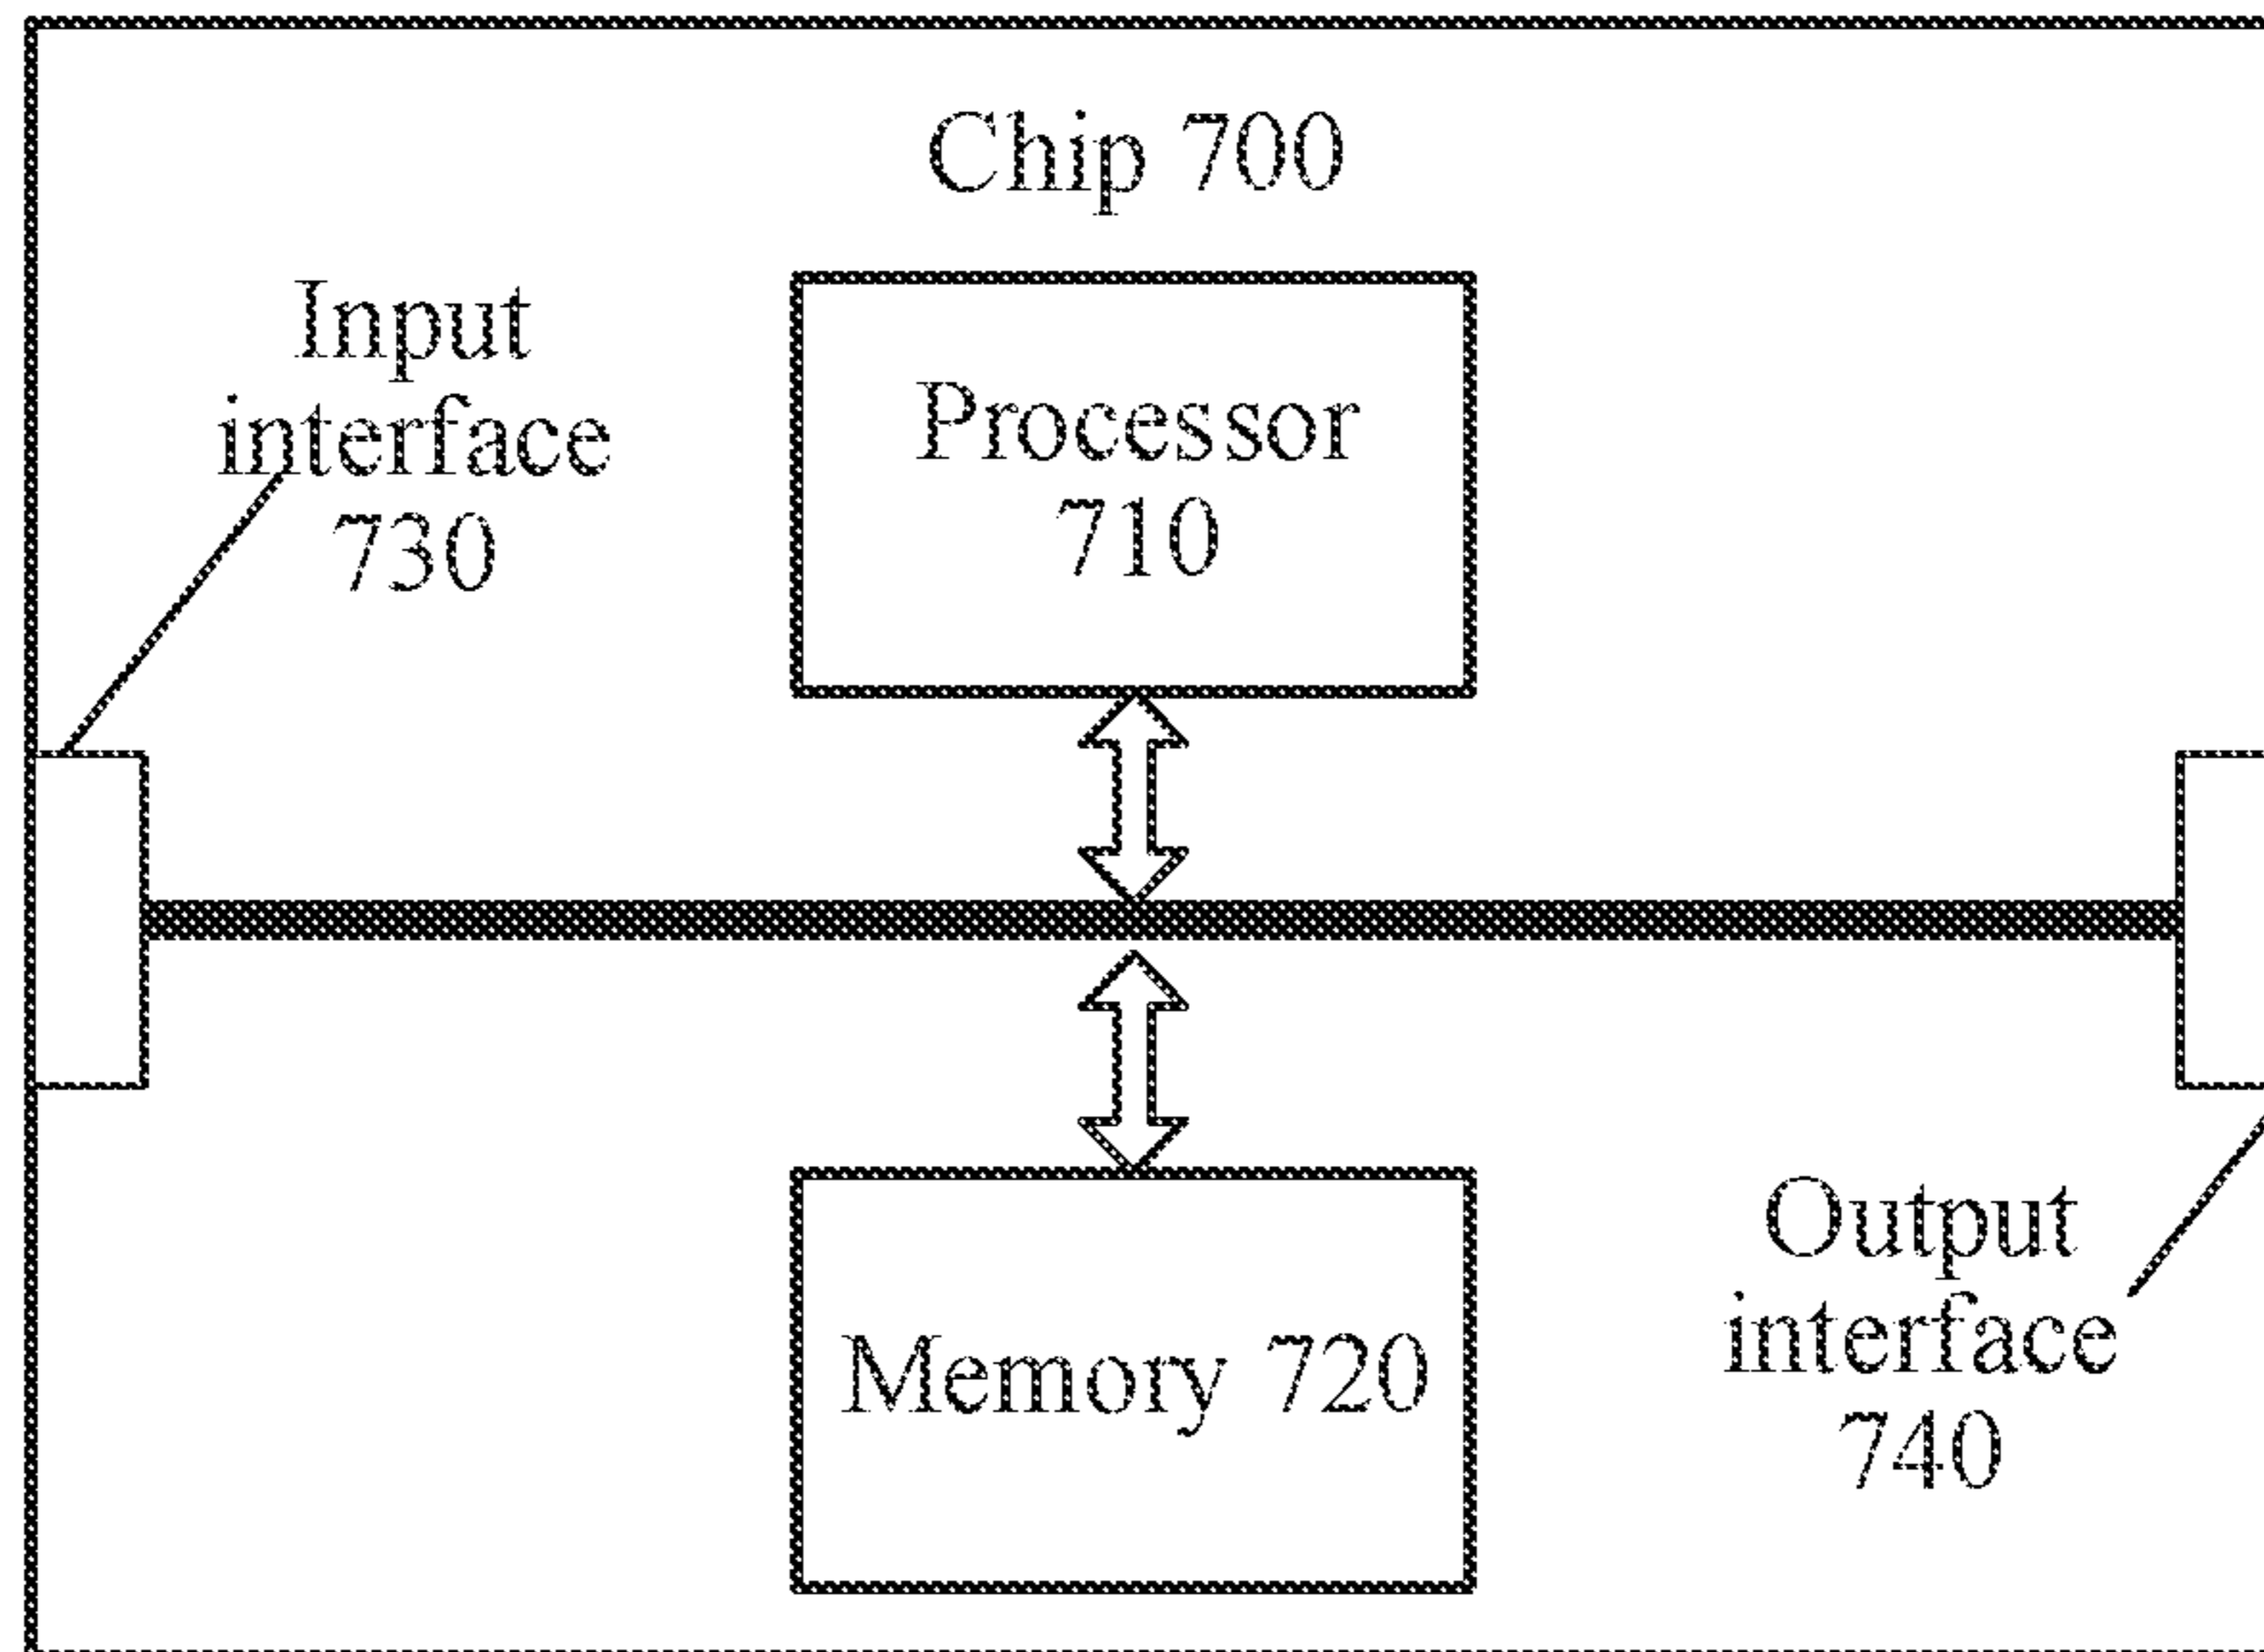 Chip 700
Input
interface
730
Processor
710
Memory 720
Output
interface
740